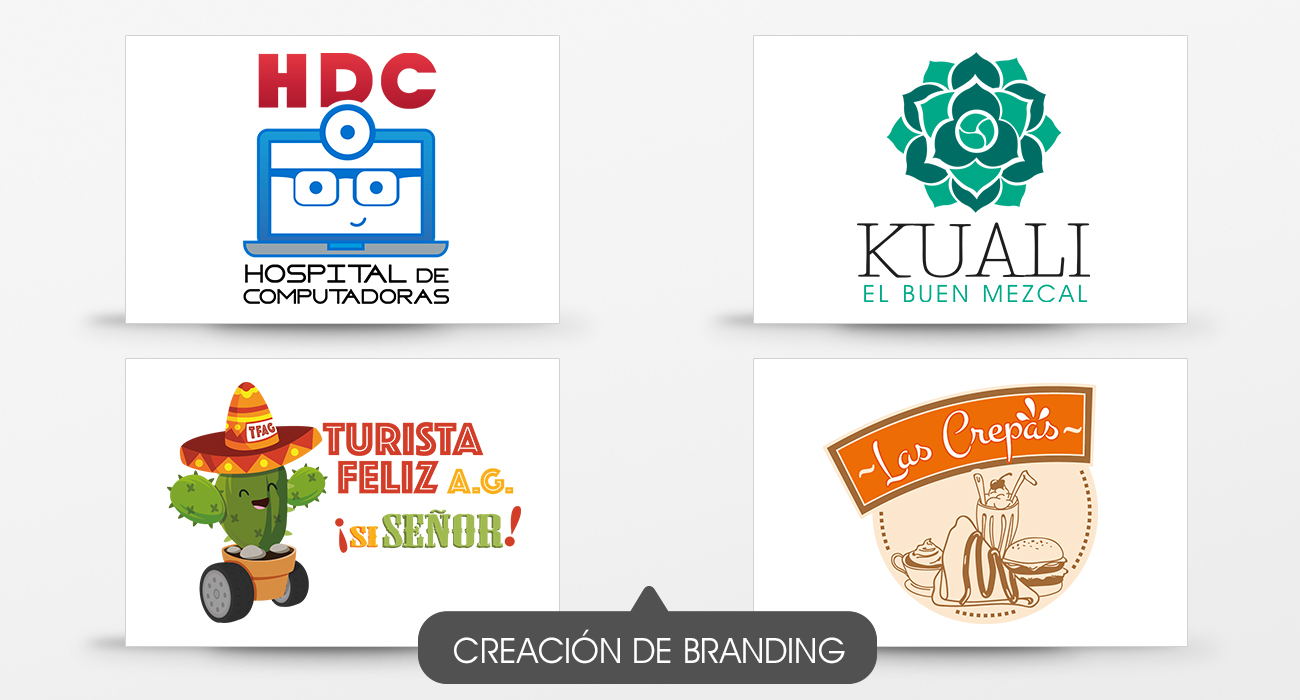 HDC
HOSPITAL DE
COMPUTADORAS
KUALI
EL BUEN MEZCAL
TFAG
TURISTA
FELIZ A.G.
¡SI SEÑOR!
~Las Crepas~
CREACIÓN DE BRANDING